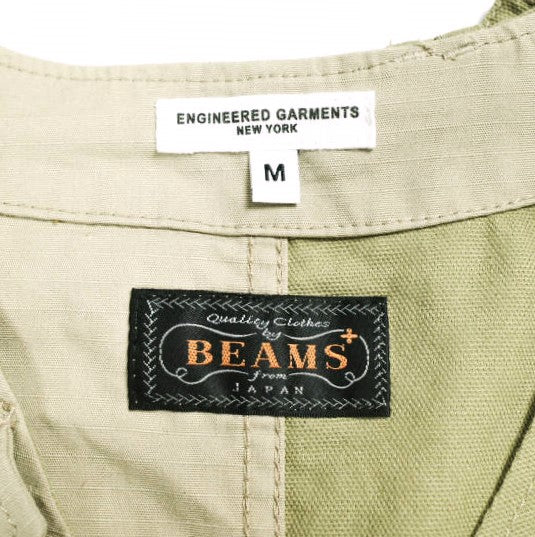 ENGINEERED GARMENTS
NEW YORK
M
Quality Clothes
by
BEAMS+
from
JAPAN